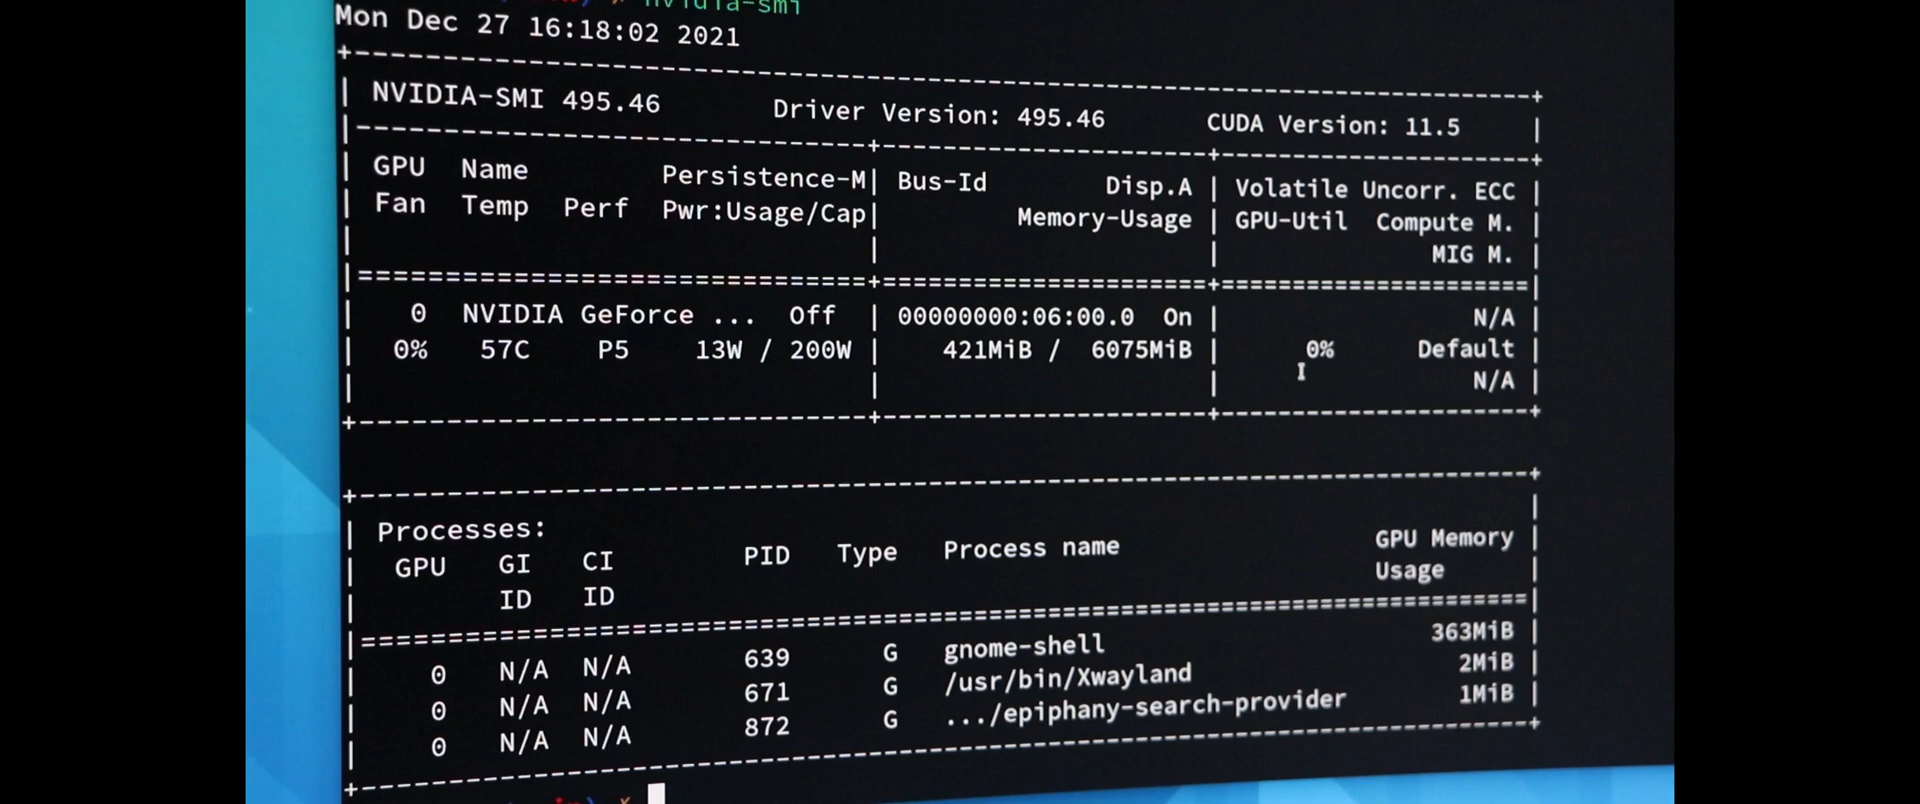 nvidia-smi
Mon Dec 27 16:18:02 2021
NVIDIA-SMI 495.46 Driver Version: 495.46 CUDA Version: 11.5
GPU Name Persistence-M| Bus-Id Disp.A | Volatile Uncorr. ECC
Fan Temp Perf Pwr:Usage/Cap| Memory-Usage | GPU-Util Compute M.
MIG M.
0 NVIDIA GeForce ... Off | 00000000:06:00.0 On | N/A
0% 57C P5 13W / 200W | 421MiB / 6075MiB | 0% Default
N/A
Processes:
GPU GI CI PID Type Process name GPU Memory
ID ID Usage
0 N/A N/A 639 G gnome-shell 363MiB
0 N/A N/A 671 G /usr/bin/Xwayland 2MiB
0 N/A N/A 872 G .../epiphany-search-provider 1MiB